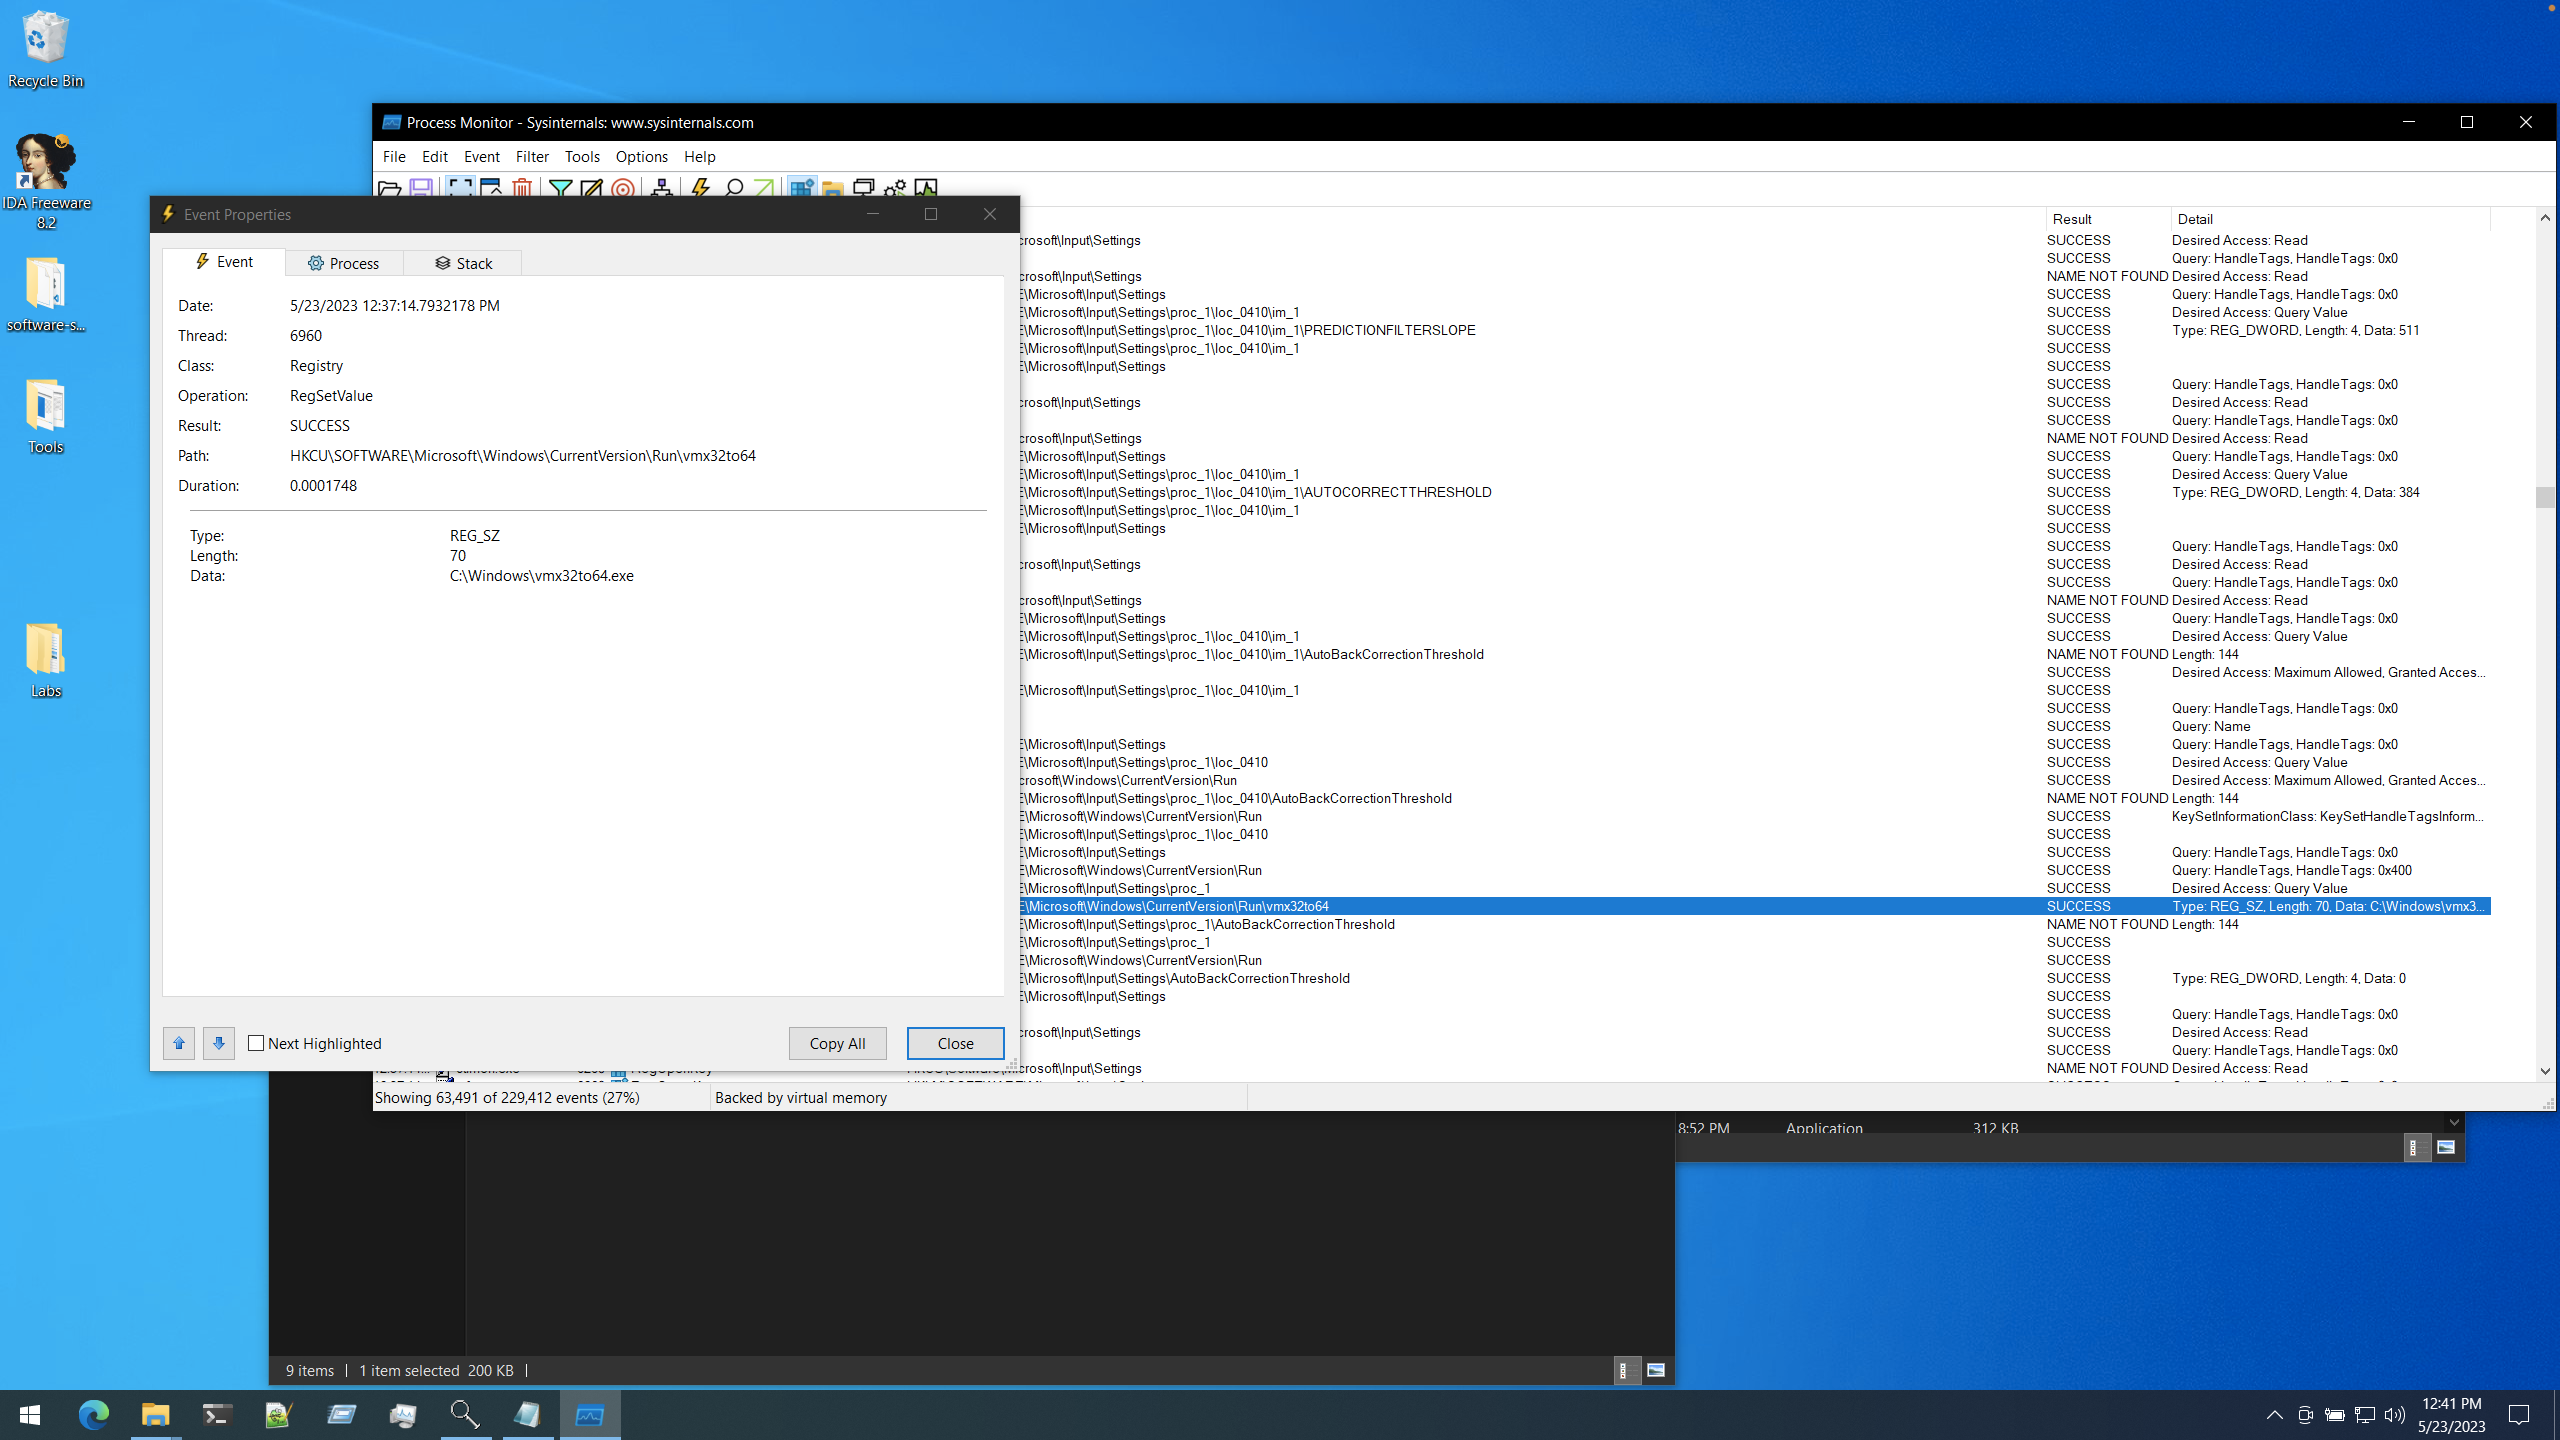 Recycle Bin
IDA Freeware
8.2
software-s...
Tools
Labs
Process Monitor - Sysinternals: www.sysinternals.com
File Edit Event Filter Tools Options Help
Event Properties
Event Process Stack
Date: 5/23/2023 12:37:14.7932178 PM
Thread: 6960
Class: Registry
Operation: RegSetValue
Result: SUCCESS
Path: HKCU\SOFTWARE\Microsoft\Windows\CurrentVersion\Run\vmx32to64
Duration: 0.0001748
Type: REG_SZ
Length: 70
Data: C:\Windows\vmx32to64.exe
Next Highlighted Copy All Close
Result Detail
crosoft\Input\Settings SUCCESS Desired Access: Read
SUCCESS Query: HandleTags, HandleTags: 0x0
crosoft\Input\Settings NAME NOT FOUND Desired Access: Read
E\Microsoft\Input\Settings SUCCESS Query: HandleTags, HandleTags: 0x0
E\Microsoft\Input\Settings\proc_1\loc_0410\im_1 SUCCESS Desired Access: Query Value
E\Microsoft\Input\Settings\proc_1\loc_0410\im_1\PREDICTIONFILTERSLOPE SUCCESS Type: REG_DWORD, Length: 4, Data: 511
E\Microsoft\Input\Settings\proc_1\loc_0410\im_1 SUCCESS
E\Microsoft\Input\Settings SUCCESS
SUCCESS Query: HandleTags, HandleTags: 0x0
crosoft\Input\Settings SUCCESS Desired Access: Read
SUCCESS Query: HandleTags, HandleTags: 0x0
crosoft\Input\Settings NAME NOT FOUND Desired Access: Read
E\Microsoft\Input\Settings SUCCESS Query: HandleTags, HandleTags: 0x0
E\Microsoft\Input\Settings\proc_1\loc_0410\im_1 SUCCESS Desired Access: Query Value
E\Microsoft\Input\Settings\proc_1\loc_0410\im_1\AUTOCORRECTTHRESHOLD SUCCESS Type: REG_DWORD, Length: 4, Data: 384
E\Microsoft\Input\Settings\proc_1\loc_0410\im_1 SUCCESS
E\Microsoft\Input\Settings SUCCESS
SUCCESS Query: HandleTags, HandleTags: 0x0
crosoft\Input\Settings SUCCESS Desired Access: Read
SUCCESS Query: HandleTags, HandleTags: 0x0
crosoft\Input\Settings NAME NOT FOUND Desired Access: Read
E\Microsoft\Input\Settings SUCCESS Query: HandleTags, HandleTags: 0x0
E\Microsoft\Input\Settings\proc_1\loc_0410\im_1 SUCCESS Desired Access: Query Value
E\Microsoft\Input\Settings\proc_1\loc_0410\im_1\AutoBackCorrectionThreshold NAME NOT FOUND Length: 144
SUCCESS Desired Access: Maximum Allowed, Granted Acces...
E\Microsoft\Input\Settings\proc_1\loc_0410\im_1 SUCCESS
SUCCESS Query: HandleTags, HandleTags: 0x0
SUCCESS Query: Name
E\Microsoft\Input\Settings SUCCESS Query: HandleTags, HandleTags: 0x0
E\Microsoft\Input\Settings\proc_1\loc_0410 SUCCESS Desired Access: Query Value
crosoft\Windows\CurrentVersion\Run SUCCESS Desired Access: Maximum Allowed, Granted Acces...
E\Microsoft\Input\Settings\proc_1\loc_0410\AutoBackCorrectionThreshold NAME NOT FOUND Length: 144
E\Microsoft\Windows\CurrentVersion\Run SUCCESS KeySetInformationClass: KeySetHandleTagsInform...
E\Microsoft\Input\Settings\proc_1\loc_0410 SUCCESS
E\Microsoft\Input\Settings SUCCESS Query: HandleTags, HandleTags: 0x0
E\Microsoft\Windows\CurrentVersion\Run SUCCESS Query: HandleTags, HandleTags: 0x400
E\Microsoft\Input\Settings\proc_1 SUCCESS Desired Access: Query Value
E\Microsoft\Windows\CurrentVersion\Run\vmx32to64 SUCCESS Type: REG_SZ, Length: 70, Data: C:\Windows\vmx3...
E\Microsoft\Input\Settings\proc_1\AutoBackCorrectionThreshold NAME NOT FOUND Length: 144
E\Microsoft\Input\Settings\proc_1 SUCCESS
E\Microsoft\Windows\CurrentVersion\Run SUCCESS
E\Microsoft\Input\Settings\AutoBackCorrectionThreshold SUCCESS Type: REG_DWORD, Length: 4, Data: 0
E\Microsoft\Input\Settings SUCCESS
SUCCESS Query: HandleTags, HandleTags: 0x0
crosoft\Input\Settings SUCCESS Desired Access: Read
SUCCESS Query: HandleTags, HandleTags: 0x0
crosoft\Input\Settings NAME NOT FOUND Desired Access: Read
Showing 63,491 of 229,412 events (27%) Backed by virtual memory
8:52 PM Application 312 KB
9 items 1 item selected 200 KB
12:41 PM
5/23/2023